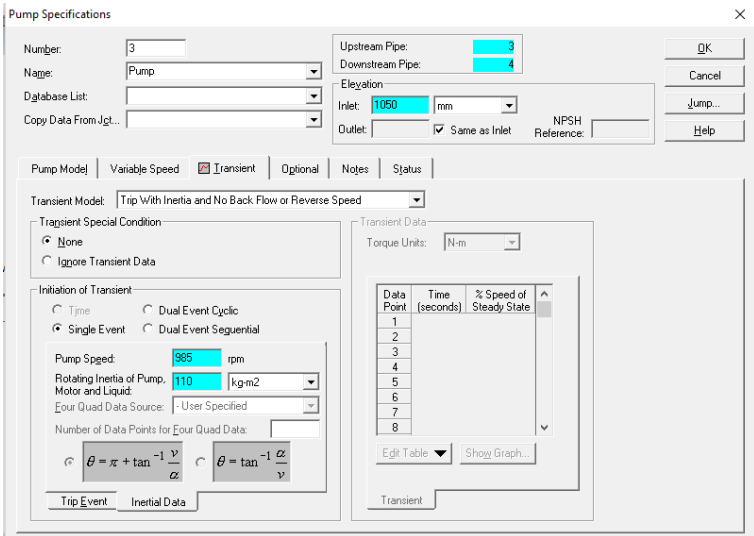 Pump Specifications
Number: 3
Name: Pump
Database List:
Copy Data From Jct...
Upstream Pipe: 3
Downstream Pipe: 4
Elevation
Inlet: 1050 mm
Outlet: Same as Inlet
NPSH
Reference:
OK
Cancel
Jump...
Help
Pump Model Variable Speed Transient Optional Notes Status
Transient Model: Trip With Inertia and No Back Flow or Reverse Speed
Transient Special Condition
None
Ignore Transient Data
Initiation of Transient
Time Dual Event Cyclic
Single Event Dual Event Sequential
Pump Speed: 985 rpm
Rotating Inertia of Pump,
Motor and Liquid: 110 kg-m2
Four Quad Data Source: - User Specified
Number of Data Points for Four Quad Data:
θ = π + tan⁻¹ ν/α θ = tan⁻¹ α/ν
Trip Event Inertial Data
Transient Data
Torque Units: N-m
Data Point Time (seconds) % Speed of Steady State
1
2
3
4
5
6
7
8
Edit Table Show Graph...
Transient